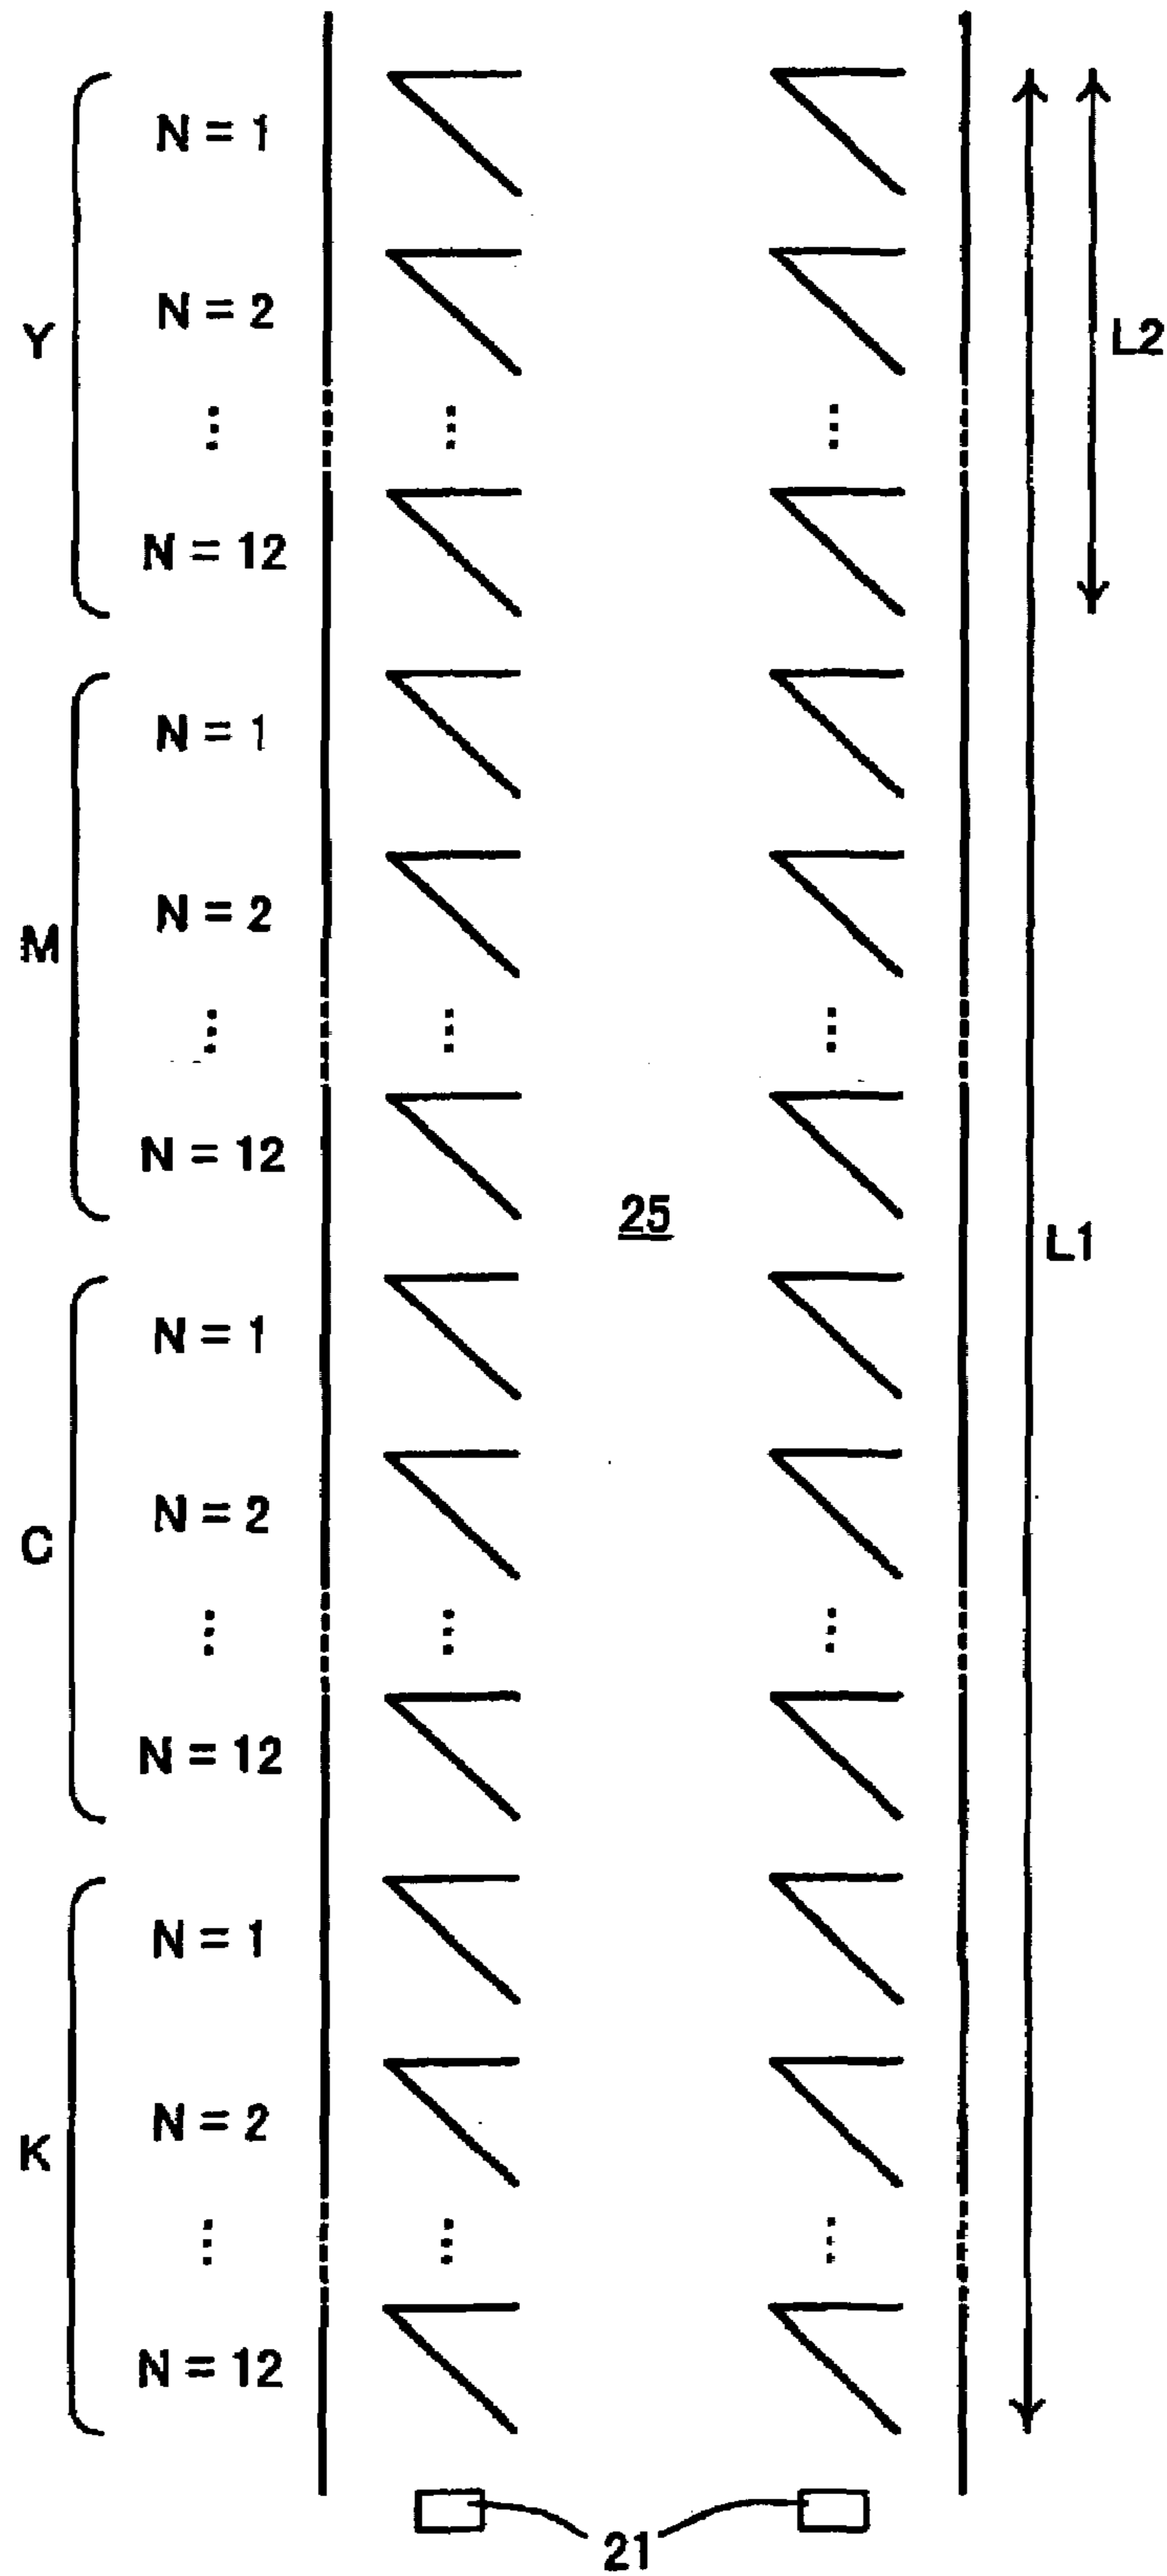 N = 1
N = 2
Y
L2
⋮ ⋮ ⋮
N = 12
N = 1
N = 2
M
⋮ ⋮ ⋮
N = 12
25
L1
N = 1
N = 2
C
⋮ ⋮ ⋮
N = 12
N = 1
N = 2
K
⋮ ⋮ ⋮
N = 12
21